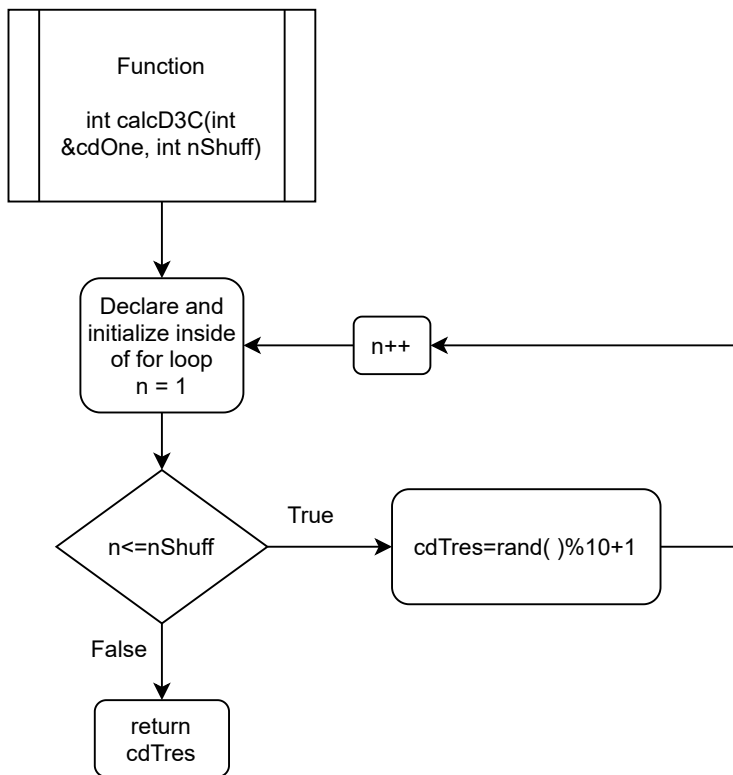 Function
int calcD3C(int
&cdOne, int nShuff)
Declare and
initialize inside
of for loop
n = 1
n++
n<=nShuff
True
cdTres=rand( )%10+1
False
return
cdTres